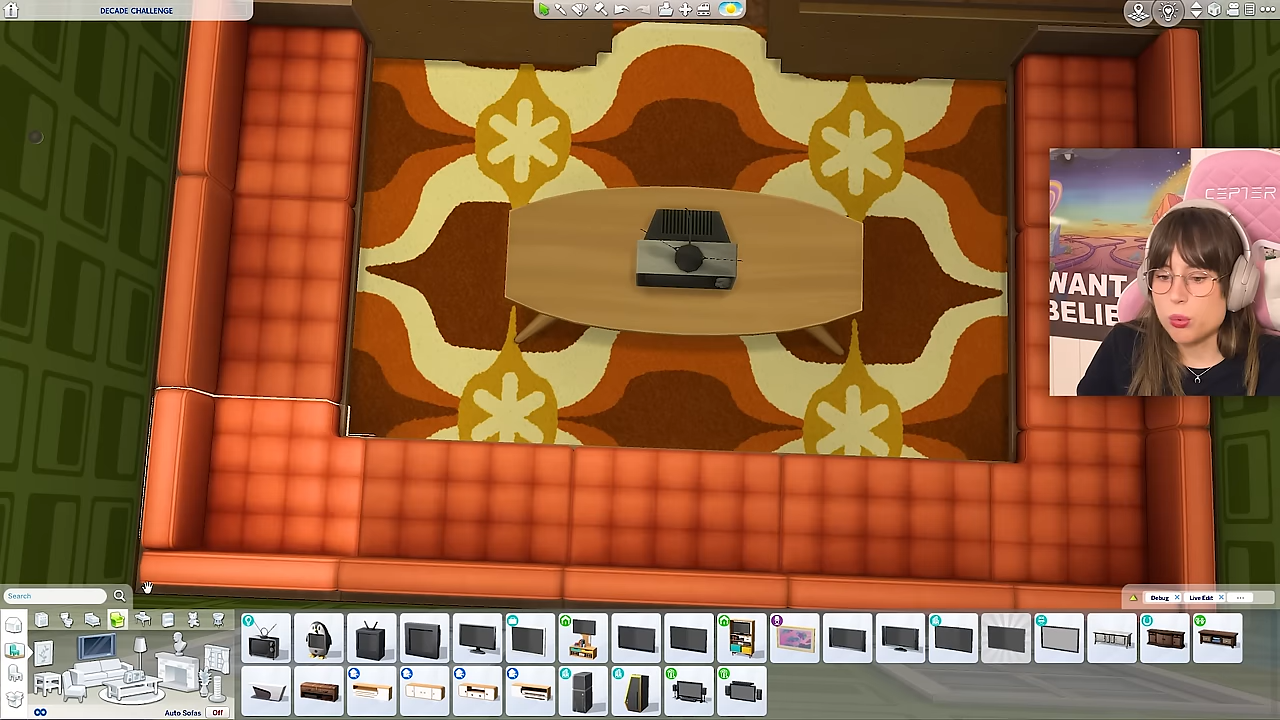 DECADE CHALLENGE
CEPTER
WANT
BELIE
Search
Debug
Live Edit
Auto Sofas
Off